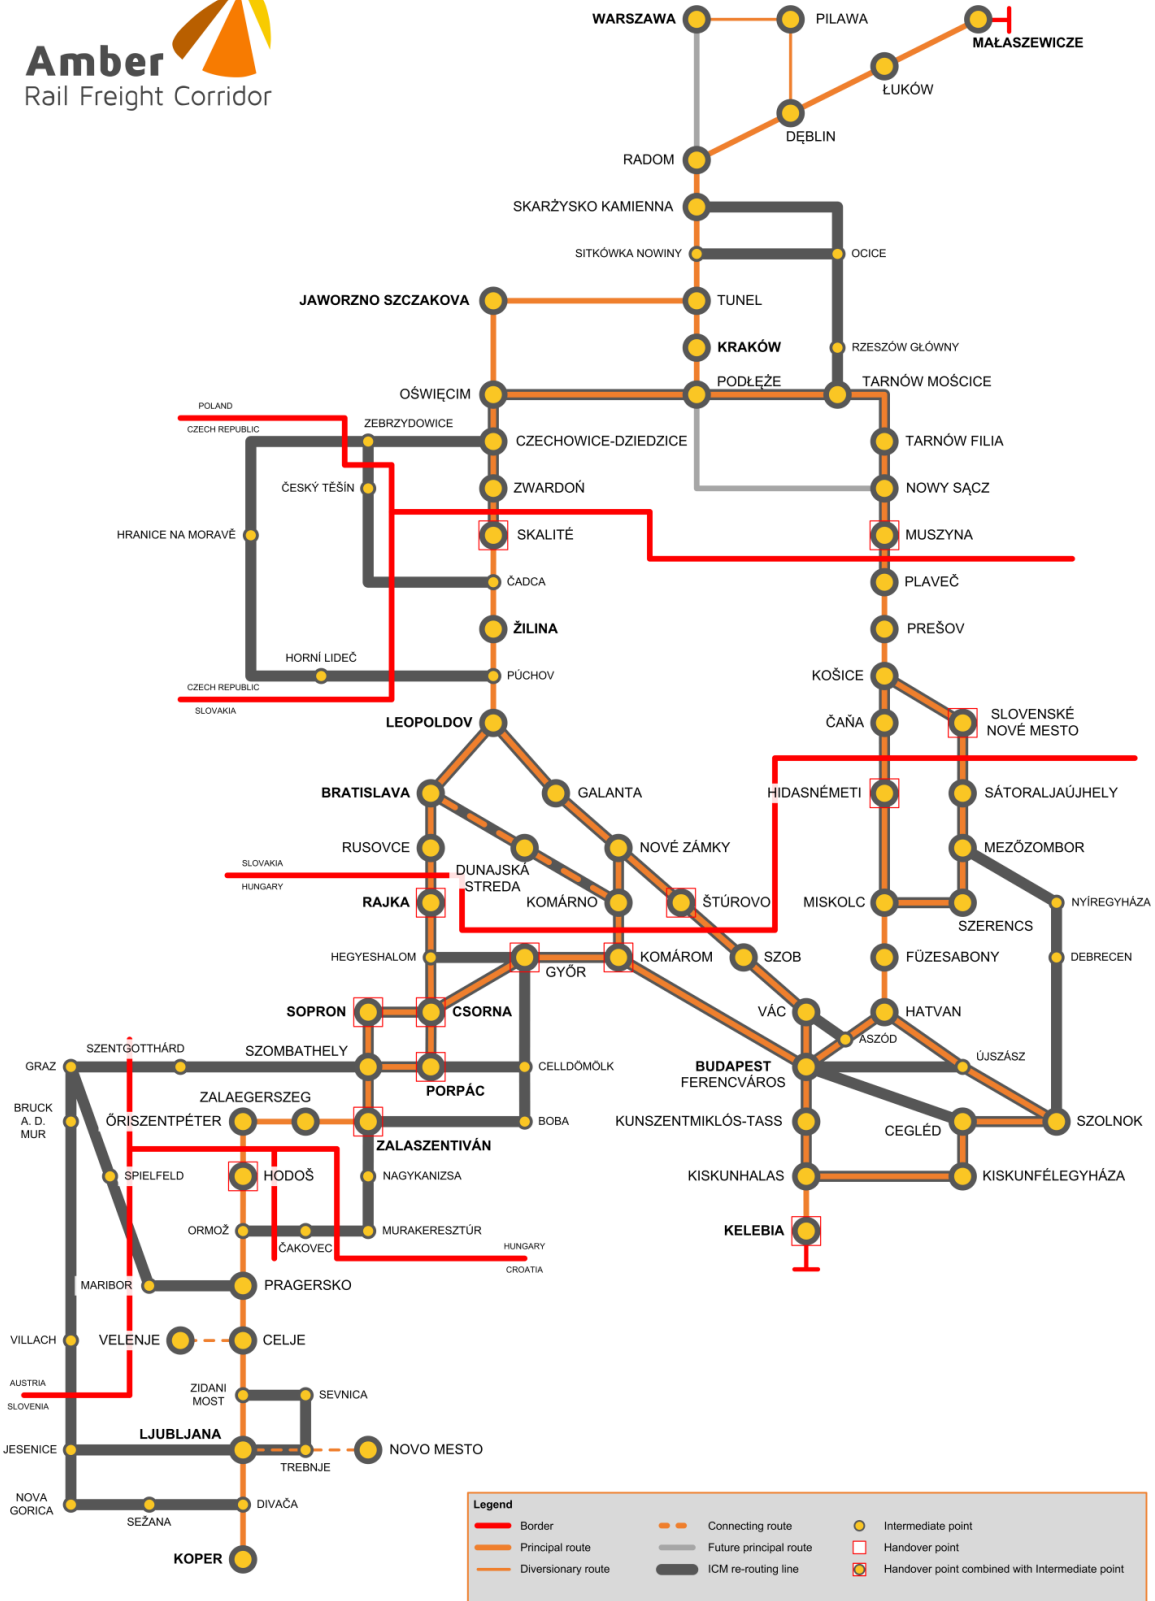 WARSZAWA
PILAWA
MAŁASZEWICZE
Amber
Rail Freight Corridor
ŁUKÓW
DĘBLIN
RADOM
SKARŻYSKO KAMIENNA
SITKÓWKA NOWINY
OCICE
JAWORZNO SZCZAKOVA
TUNEL
KRAKÓW
RZESZÓW GŁÓWNY
PODŁĘŻE
TARNÓW MOŚCICE
OŚWIĘCIM
POLAND
CZECH REPUBLIC
ZEBRZYDOWICE
CZECHOWICE-DZIEDZICE
TARNÓW FILIA
ČESKÝ TĚŠÍN
ZWARDOŃ
NOWY SĄCZ
HRANICE NA MORAVĚ
SKALITÉ
MUSZYNA
ČADCA
PLAVEČ
ŽILINA
PREŠOV
HORNÍ LIDEČ
PÚCHOV
KOŠICE
CZECH REPUBLIC
SLOVAKIA
LEOPOLDOV
ČAŇA
SLOVENSKÉ
NOVÉ MESTO
BRATISLAVA
GALANTA
HIDASNÉMETI
SÁTORALJAÚJHELY
RUSOVCE
NOVÉ ZÁMKY
MEZŐZOMBOR
SLOVAKIA
HUNGARY
DUNAJSKÁ
STREDA
RAJKA
KOMÁRNO
ŠTÚROVO
MISKOLC
NYÍREGYHÁZA
SZERENCS
HEGYESHALOM
GYŐR
KOMÁROM
SZOB
FÜZESABONY
DEBRECEN
SOPRON
CSORNA
VÁC
HATVAN
ASZÓD
SZENTGOTTHÁRD
SZOMBATHELY
ÚJSZÁSZ
GRAZ
CELLDÖMÖLK
BUDAPEST
FERENCVÁROS
PORPÁC
ZALAEGERSZEG
BRUCK
A. D.
MUR
ŐRISZENTPÉTER
BOBA
KUNSZENTMIKLÓS-TASS
CEGLÉD
SZOLNOK
ZALASZENTIVÁN
SPIELFELD
HODOŠ
NAGYKANIZSA
KISKUNHALAS
KISKUNFÉLEGYHÁZA
ORMOŽ
ČAKOVEC
MURAKERESZTÚR
KELEBIA
HUNGARY
CROATIA
MARIBOR
PRAGERSKO
VILLACH
VELENJE
CELJE
AUSTRIA
SLOVENIA
ZIDANI
MOST
SEVNICA
LJUBLJANA
JESENICE
NOVO MESTO
TREBNJE
NOVA
GORICA
SEŽANA
DIVAČA
KOPER
Legend
Border
Connecting route
Intermediate point
Principal route
Future principal route
Handover point
Diversionary route
ICM re-routing line
Handover point combined with Intermediate point